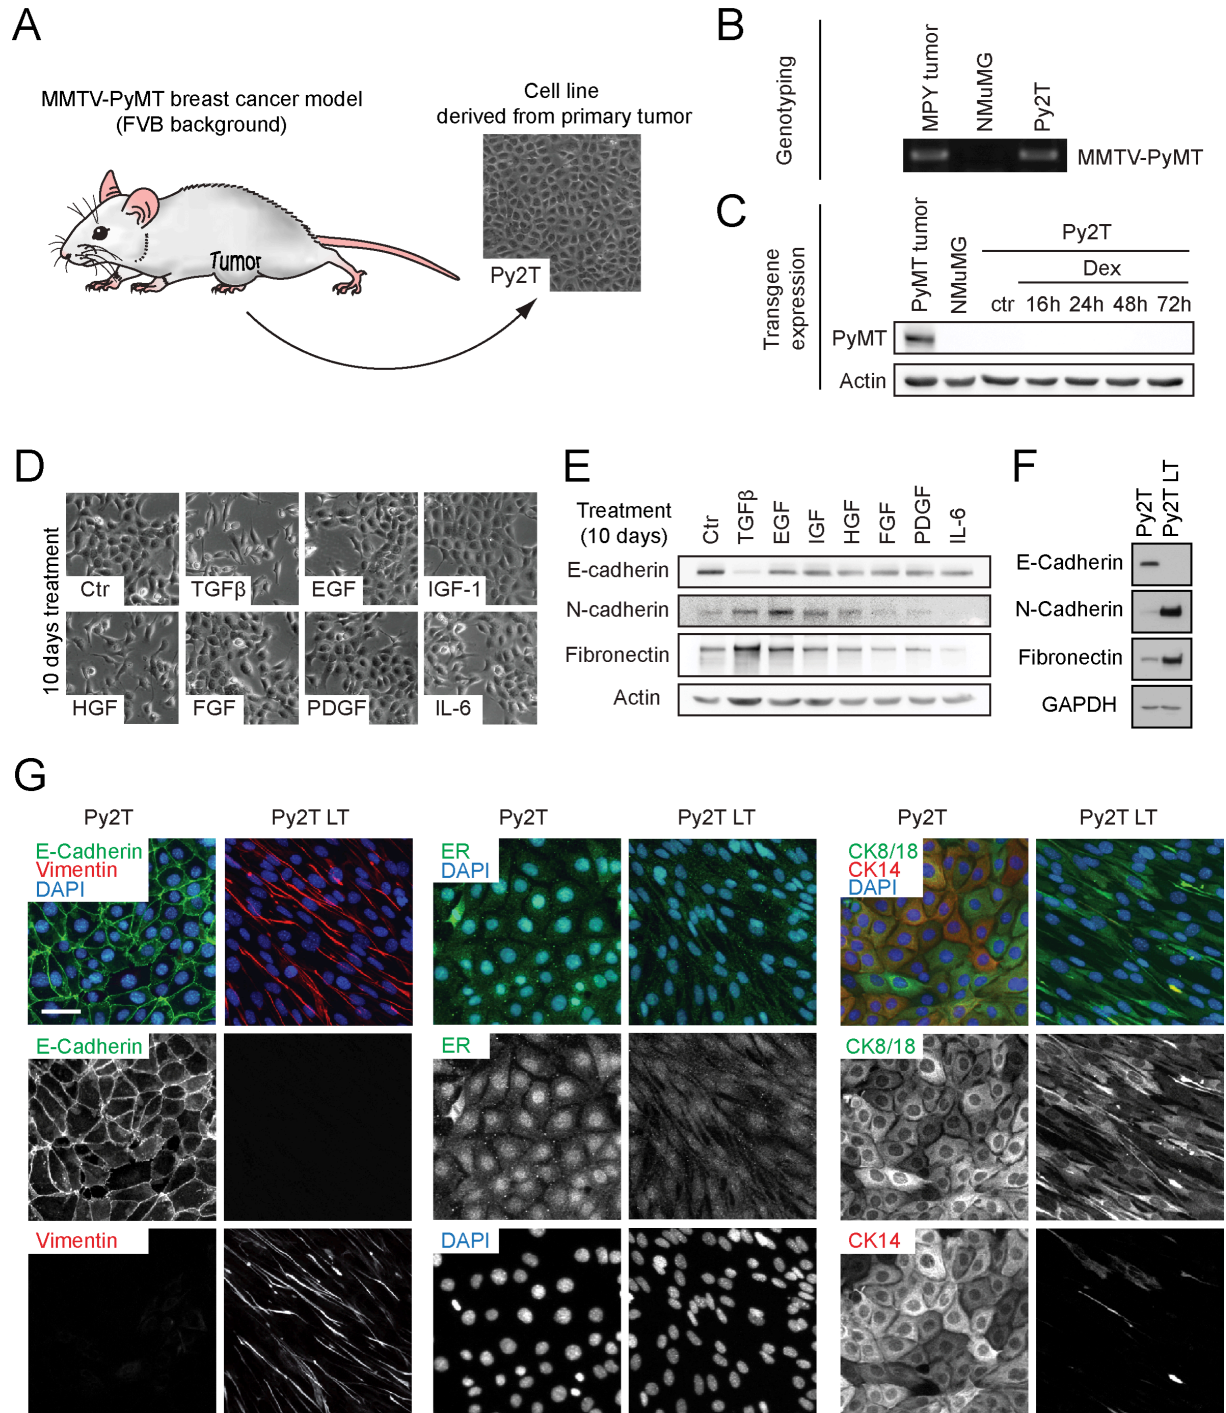 A
MMTV-PyMT breast cancer model
(FVB background)
Tumor
Cell line
derived from primary tumor
Py2T
B
Genotyping
MPY tumor
NMuMG
Py2T
MMTV-PyMT
C
Transgene
expression
PyMT tumor
NMuMG
Py2T
Dex
ctr 16h 24h 48h 72h
PyMT
Actin
D
10 days treatment
Ctr TGFβ EGF IGF-1
HGF FGF PDGF IL-6
E
Treatment
(10 days)
Ctr TGFβ EGF IGF HGF FGF PDGF IL-6
E-cadherin
N-cadherin
Fibronectin
Actin
F
Py2T
Py2T LT
E-Cadherin
N-Cadherin
Fibronectin
GAPDH
G
Py2T Py2T LT Py2T Py2T LT Py2T Py2T LT
E-Cadherin
Vimentin
DAPI
ER
DAPI
CK8/18
CK14
DAPI
E-Cadherin ER CK8/18
Vimentin DAPI CK14